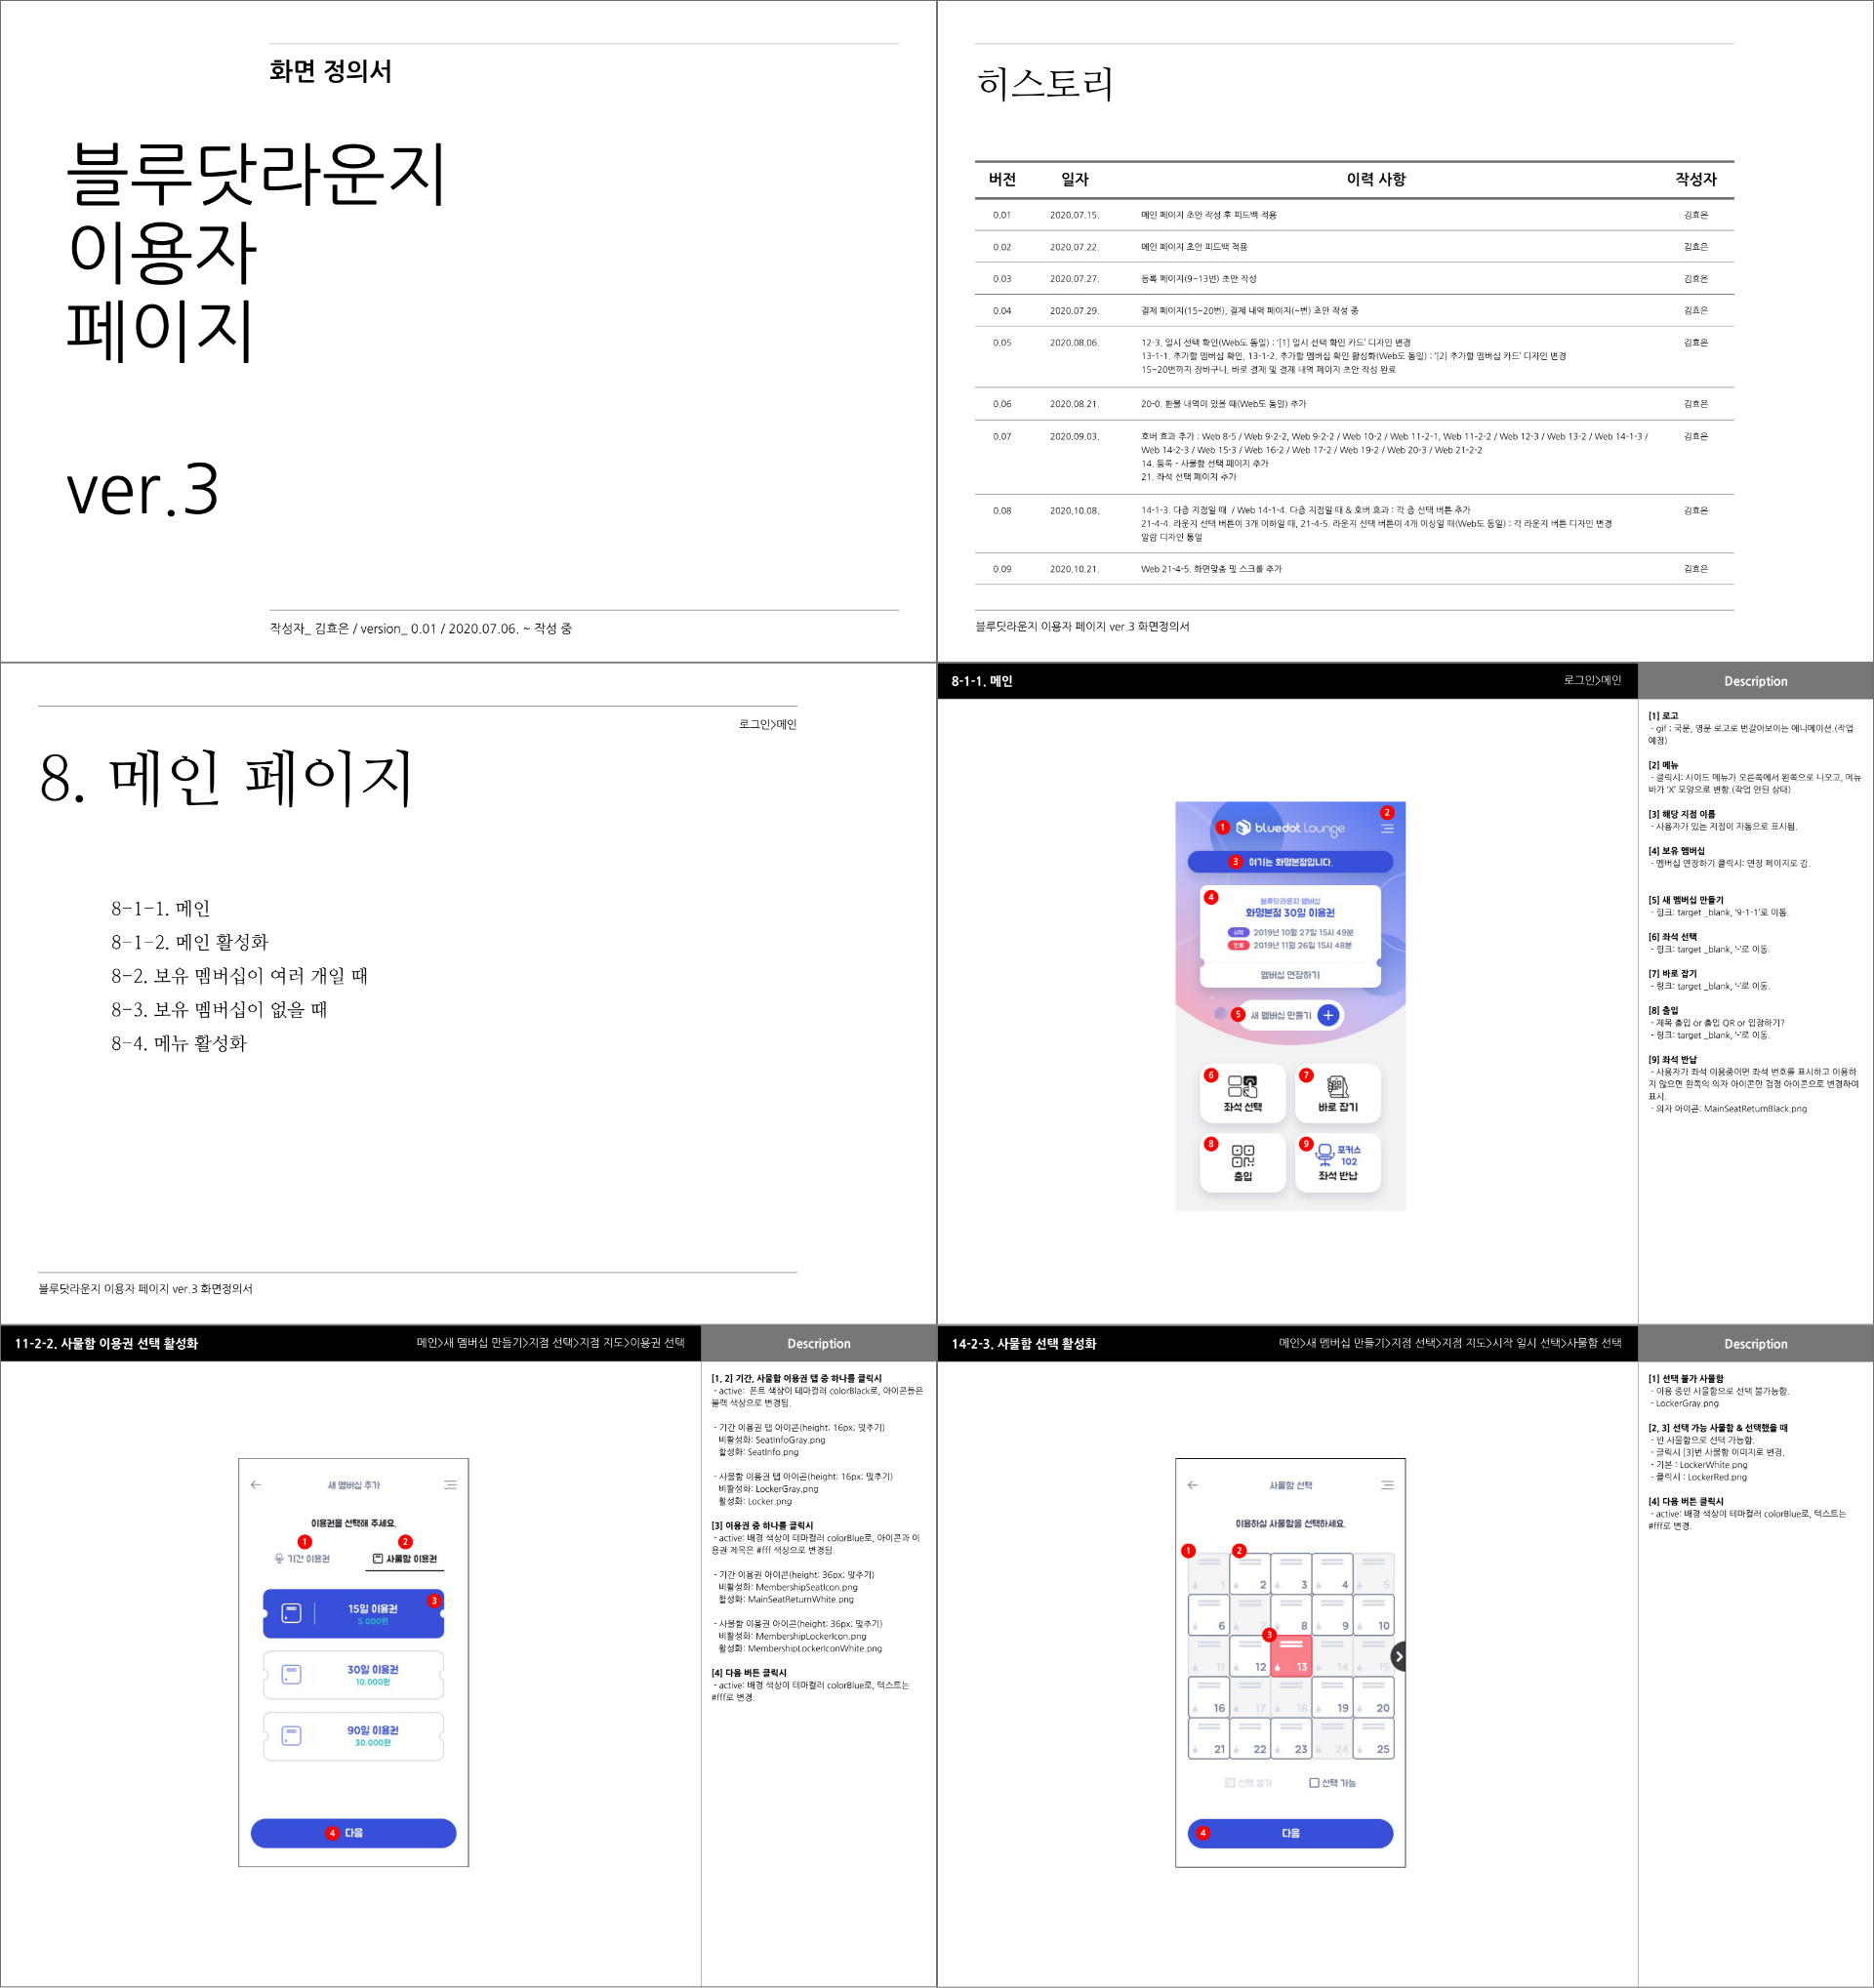 화면 정의서
블루닷라운지
이용자
페이지
ver.3
작성자_ 김효은 / version_ 0.01 / 2020.07.06. ~ 작성 중
히스토리
버전 일자 이력 사항 작성자
0.01 2020.07.15. 메인 페이지 초안 작성 후 피드백 적용 김효은
0.02 2020.07.22. 메인 페이지 초안 피드백 적용 김효은
0.03 2020.07.27. 등록 페이지(9~13번) 초안 작성 김효은
0.04 2020.07.29. 결제 페이지(15~20번), 결제 내역 페이지(~번) 초안 작성 중 김효은
0.05 2020.08.06. 12-3. 일시 선택 확인(Web도 동일) : '[1] 일시 선택 확인 카드' 디자인 변경 김효은
13-1-1. 추가할 멤버십 확인, 13-1-2. 추가할 멤버십 확인 활성화(Web도 동일) : '[2] 추가할 멤버십 카드' 디자인 변경
15~20번까지 장바구니, 바로 결제 및 결제 내역 페이지 초안 작성 완료
0.06 2020.08.21. 20-0. 환불 내역이 있을 때(Web도 동일) 추가 김효은
0.07 2020.09.03. 호버 효과 추가 : Web 8-5 / Web 9-2-2, Web 9-2-2 / Web 10-2 / Web 11-2-1, Web 11-2-2 / Web 12-3 / Web 13-2 / Web 14-1-3 / 김효은
Web 14-2-3 / Web 15-3 / Web 16-2 / Web 17-2 / Web 19-2 / Web 20-3 / Web 21-2-2
14. 등록 - 사물함 선택 페이지 추가
21. 좌석 선택 페이지 추가
0.08 2020.10.08. 14-1-3. 다층 지점일 때 / Web 14-1-4. 다층 지점일 때 & 호버 효과 : 각 층 선택 버튼 추가 김효은
21-4-4. 라운지 선택 버튼이 3개 이하일 때, 21-4-5. 라운지 선택 버튼이 4개 이상일 때(Web도 동일) : 각 라운지 버튼 디자인 변경
알람 디자인 통일
0.09 2020.10.21. Web 21-4-5. 화면맞춤 및 스크롤 추가 김효은
블루닷라운지 이용자 페이지 ver.3 화면정의서
로그인>메인
8. 메인 페이지
8-1-1. 메인
8-1-2. 메인 활성화
8-2. 보유 멤버십이 여러 개일 때
8-3. 보유 멤버십이 없을 때
8-4. 메뉴 활성화
블루닷라운지 이용자 페이지 ver.3 화면정의서
8-1-1. 메인 로그인>메인 Description
2
1 bluedot lounge
3 여기는 화명본점입니다.
4
블루닷라운지 멤버십
화명본점 30일 이용권
시작 2019년 10월 27일 15시 49분
만료 2019년 11월 26일 15시 48분
멤버십 연장하기
5 새 멤버십 만들기
6 좌석 선택
7 바로 잡기
8 출입
9 포커스
102
좌석 반납
[1] 로고
- gif : 국문, 영문 로고로 번갈아보이는 애니메이션.(작업
예정)
[2] 메뉴
- 클릭시: 사이드 메뉴가 오른쪽에서 왼쪽으로 나오고, 메뉴
바가 'X' 모양으로 변함.(작업 안된 상태)
[3] 해당 지점 이름
- 사용자가 있는 지점이 자동으로 표시됨.
[4] 보유 멤버십
- 멤버십 연장하기 클릭시: 연장 페이지로 감.
[5] 새 멤버십 만들기
- 링크: target _blank, '9-1-1'로 이동.
[6] 좌석 선택
- 링크: target _blank, '-'로 이동.
[7] 바로 잡기
- 링크: target _blank, '-'로 이동.
[8] 출입
- 제목 출입 or 출입 QR or 입장하기?
- 링크: target _blank, '-'로 이동.
[9] 좌석 반납
- 사용자가 좌석 이용중이면 좌석 번호를 표시하고 이용하
지 않으면 왼쪽의 의자 아이콘만 검정 아이콘으로 변경하여
표시.
- 의자 아이콘: MainSeatReturnBlack.png
11-2-2. 사물함 이용권 선택 활성화 메인>새 멤버십 만들기>지점 선택>지점 지도>이용권 선택 Description
새 멤버십 추가
이용권을 선택해 주세요.
1 2
기간 이용권 사물함 이용권
3
15일 이용권
5,000원
30일 이용권
10,000원
90일 이용권
30,000원
4 다음
[1, 2] 기간, 사물함 이용권 탭 중 하나를 클릭시
- active: 폰트 색상이 테마컬러 colorBlack로, 아이콘들은
블랙 색상으로 변경됨.
- 기간 이용권 탭 아이콘(height: 16px; 맞추기)
비활성화: SeatInfoGray.png
활성화: SeatInfo.png
- 사물함 이용권 탭 아이콘(height: 16px; 맞추기)
비활성화: LockerGray.png
활성화: Locker.png
[3] 이용권 중 하나를 클릭시
- active: 배경 색상이 테마컬러 colorBlue로, 아이콘과 이
용권 제목은 #fff 색상으로 변경됨.
- 기간 이용권 아이콘(height: 36px; 맞추기)
비활성화: MembershipSeatIcon.png
활성화: MainSeatReturnWhite.png
- 사물함 이용권 아이콘(height: 36px; 맞추기)
비활성화: MembershipLockerIcon.png
활성화: MembershipLockerIconWhite.png
[4] 다음 버튼 클릭시
- active: 배경 색상이 테마컬러 colorBlue로, 텍스트는
#fff로 변경.
14-2-3. 사물함 선택 활성화 메인>새 멤버십 만들기>지점 선택>지점 지도>시작 일시 선택>사물함 선택 Description
사물함 선택
이용하실 사물함을 선택하세요.
1 2
1 2 3 4 5
6 7 8 9 10
3
11 12 13 14 15
16 17 18 19 20
21 22 23 24 25
선택 불가 선택 가능
4 다음
[1] 선택 불가 사물함
- 이용 중인 사물함으로 선택 불가능함.
- LockerGray.png
[2, 3] 선택 가능 사물함 & 선택했을 때
- 빈 사물함으로 선택 가능함.
- 클릭시 [3]번 사물함 이미지로 변경.
- 기본 : LockerWhite.png
- 클릭시 : LockerRed.png
[4] 다음 버튼 클릭시
- active: 배경 색상이 테마컬러 colorBlue로, 텍스트는
#fff로 변경.